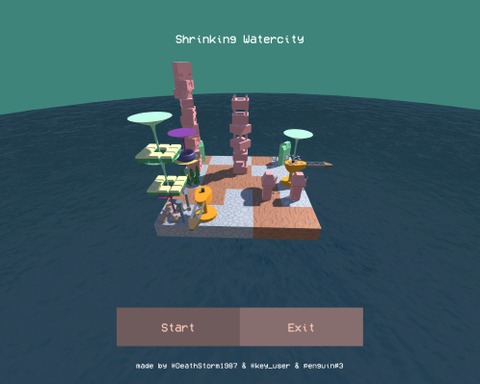 Shrinking Watercity
Start
Exit
made by #DeathStorm1987 & #key_user & penguin#3